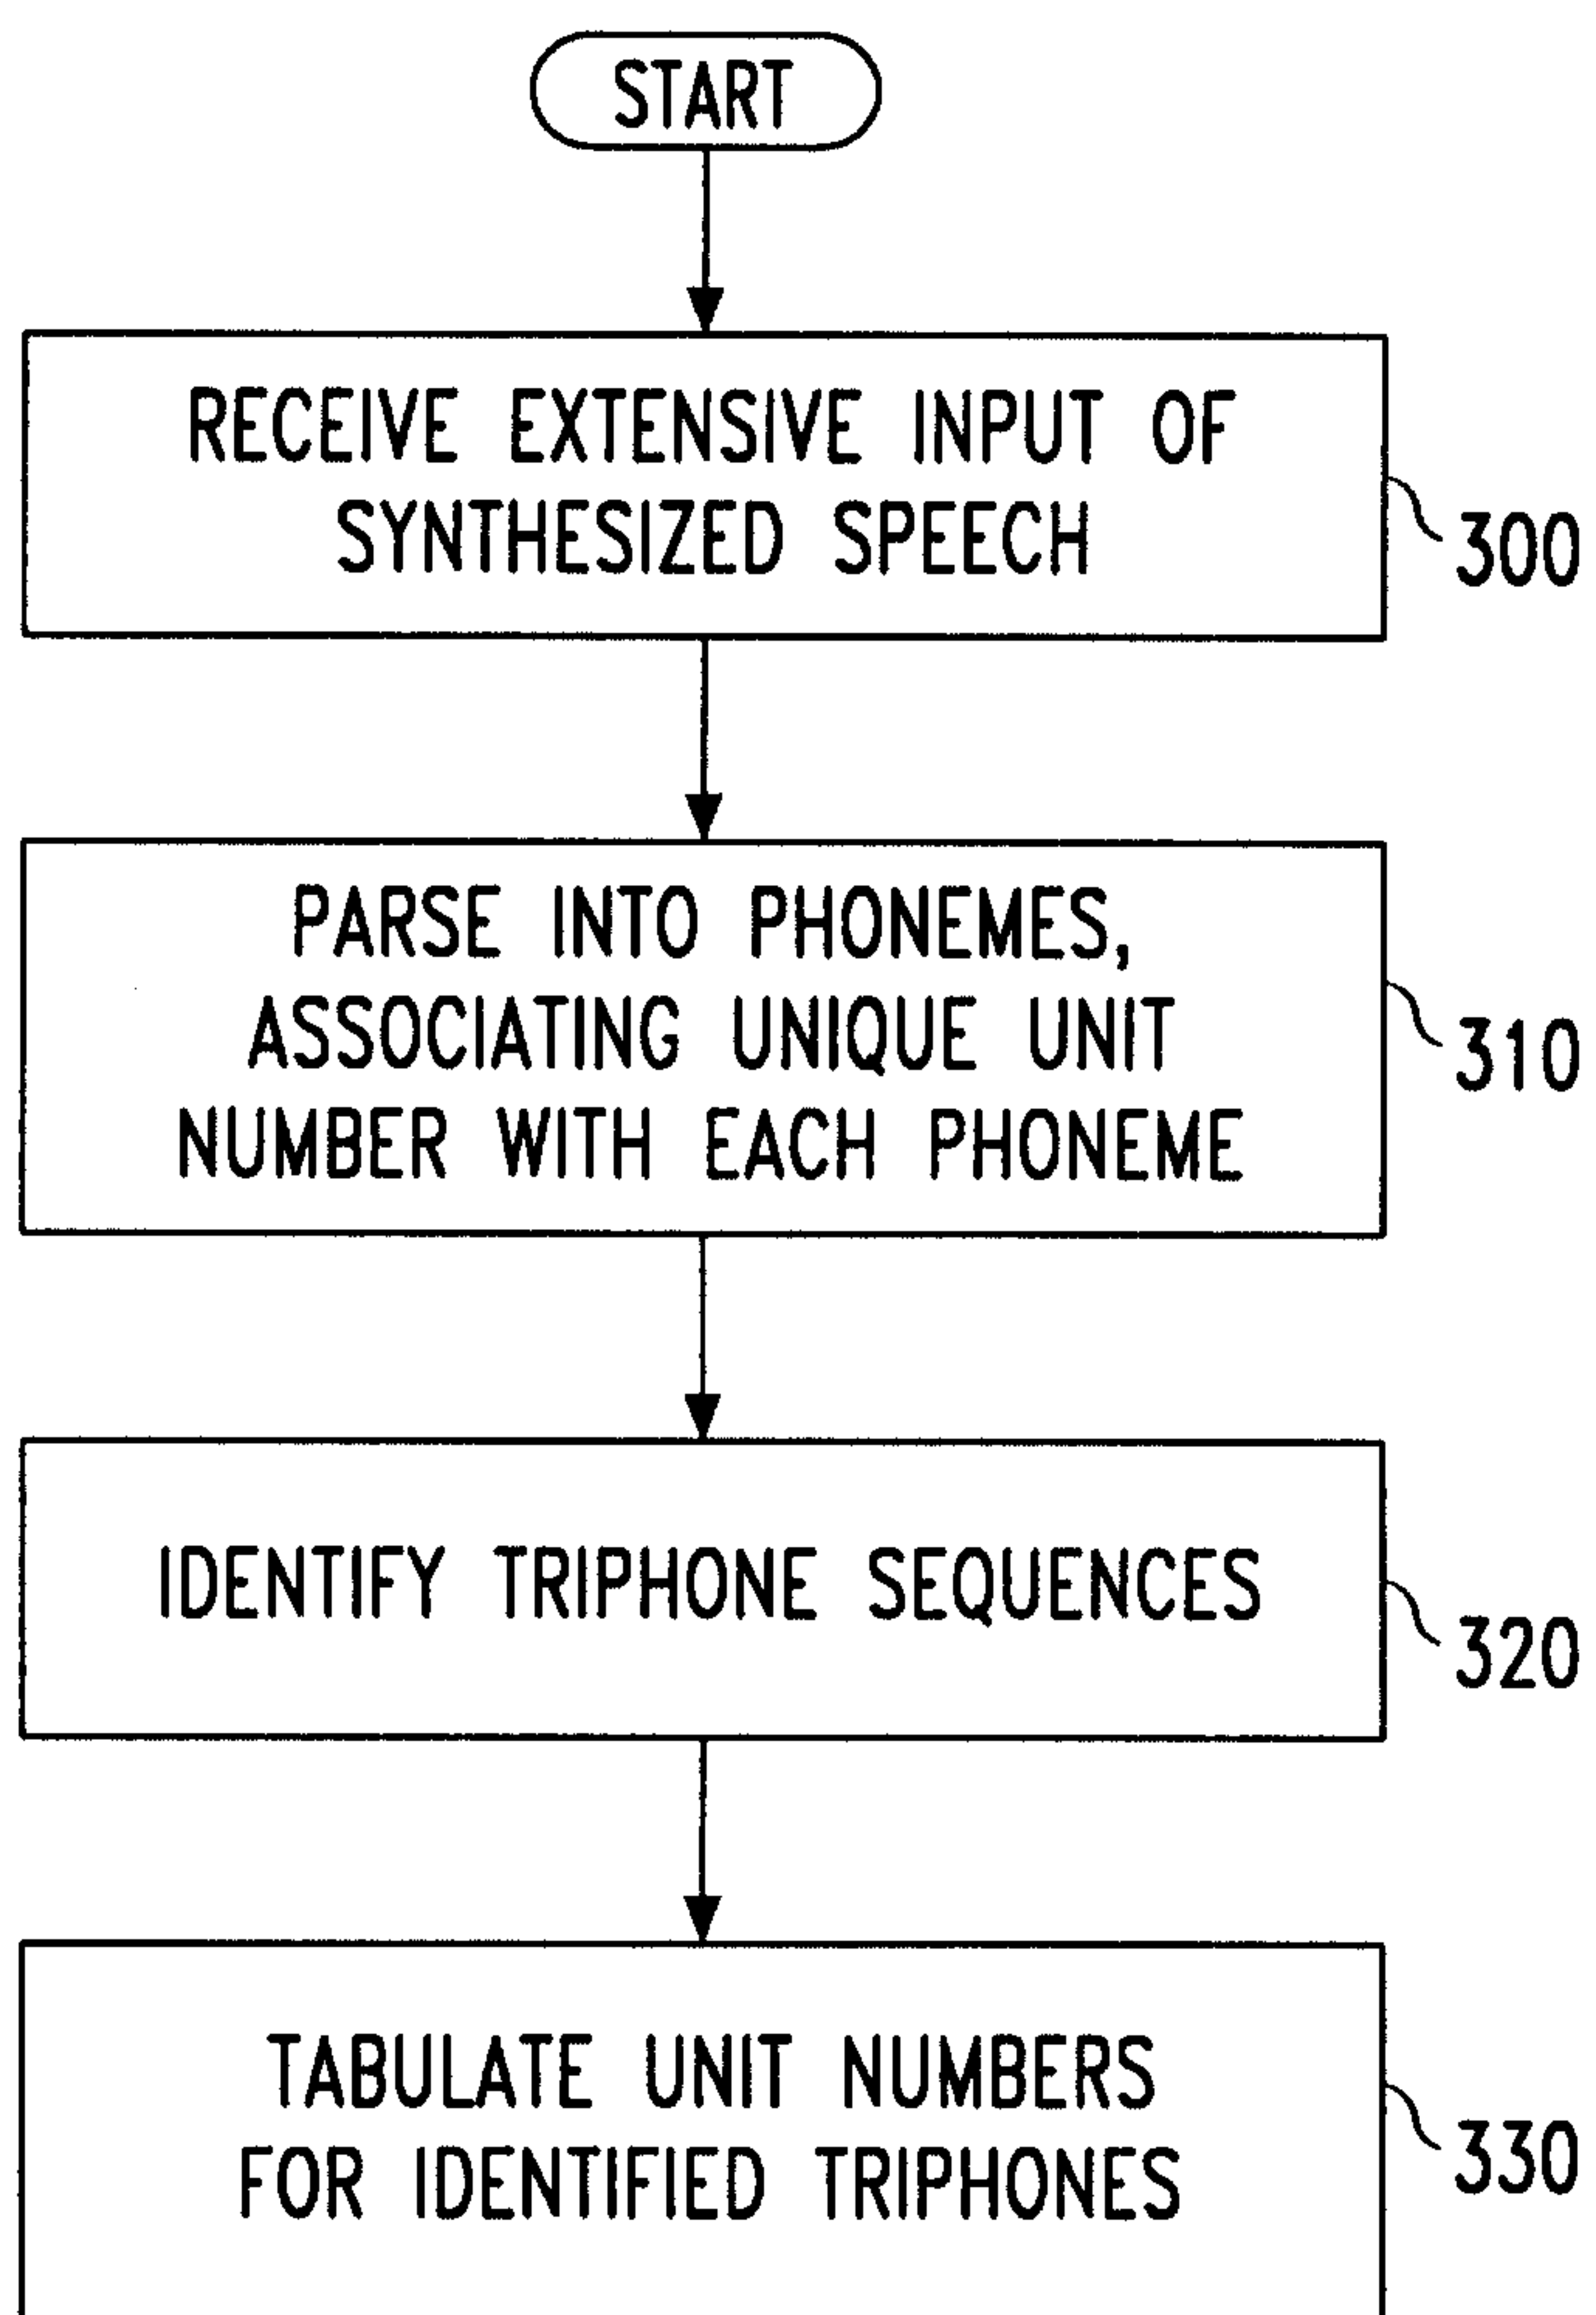 START
RECEIVE EXTENSIVE INPUT OF
SYNTHESIZED SPEECH
300
PARSE INTO PHONEMES,
ASSOCIATING UNIQUE UNIT
NUMBER WITH EACH PHONEME
310
IDENTIFY TRIPHONE SEQUENCES
320
TABULATE UNIT NUMBERS
FOR IDENTIFIED TRIPHONES
330